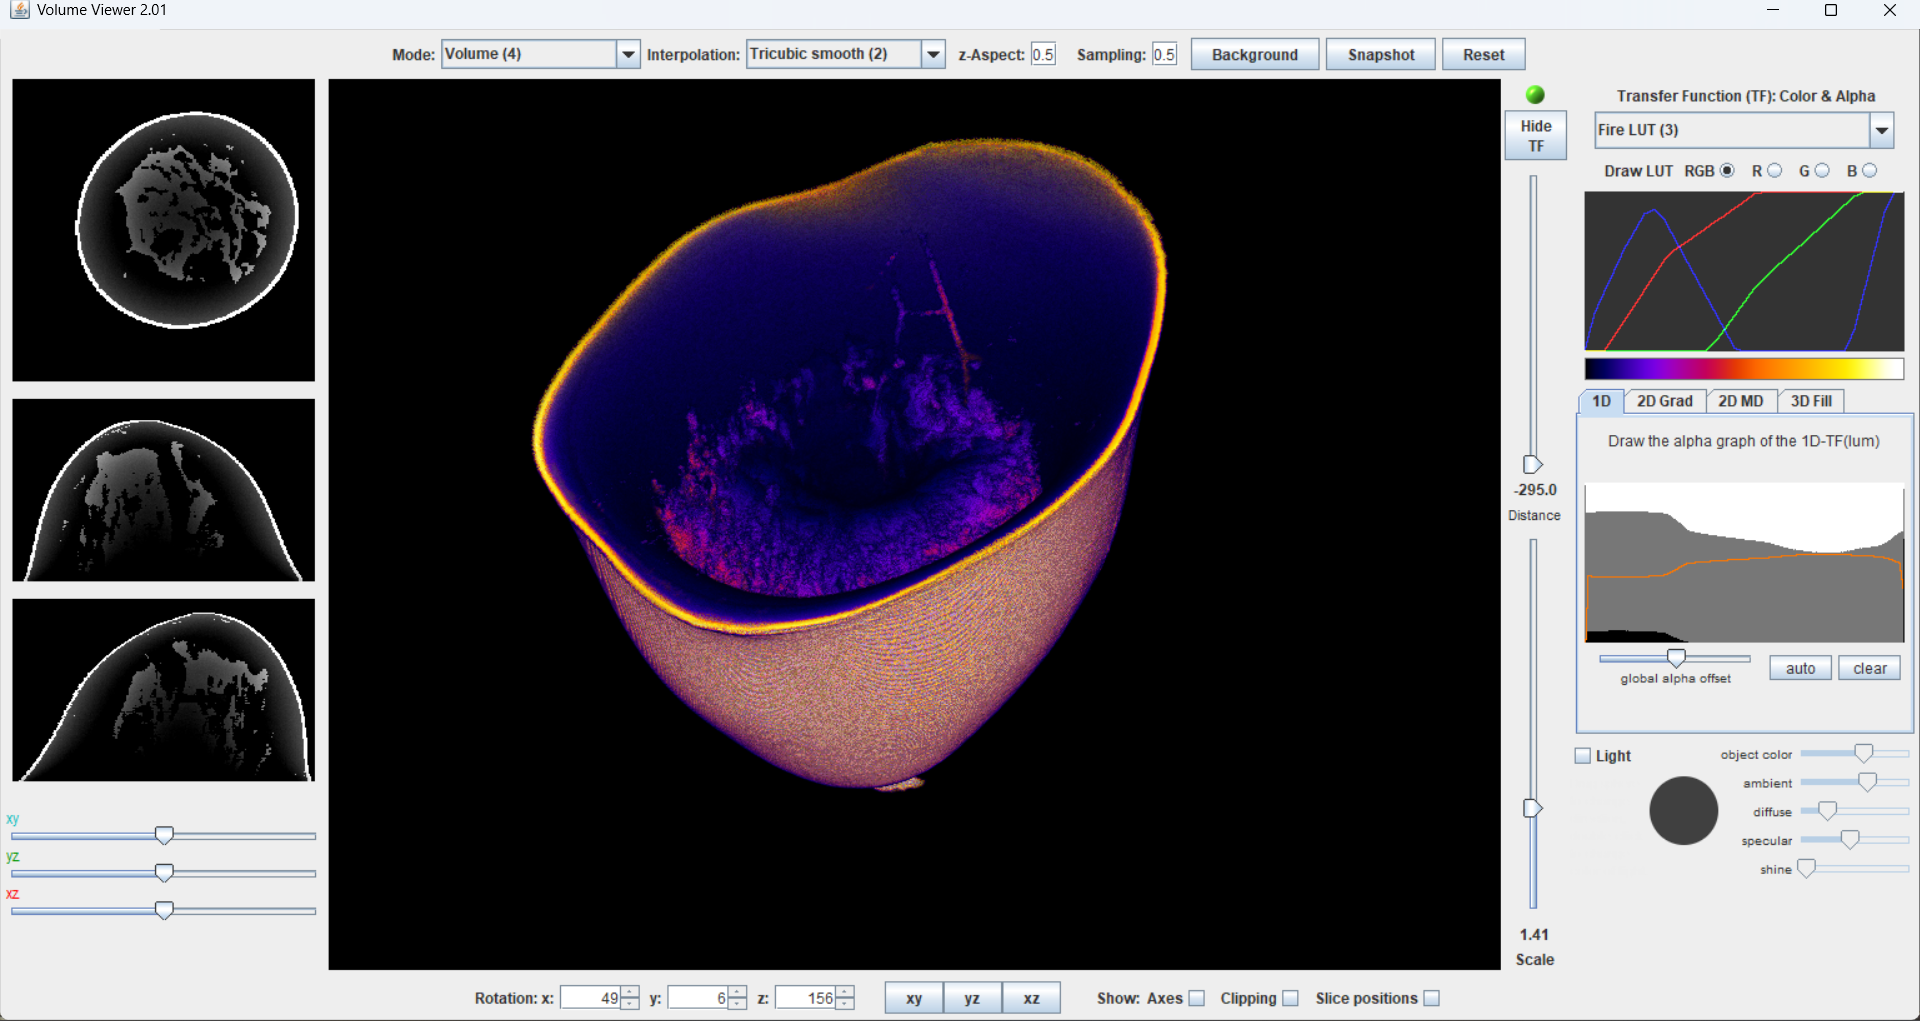 Volume Viewer 2.01
Mode: Volume (4) Interpolation: Tricubic smooth (2) z-Aspect: 0.5 Sampling: 0.5 Background Snapshot Reset
Hide TF
-295.0
Distance
1.41
Scale
Transfer Function (TF): Color & Alpha
Fire LUT (3)
Draw LUT RGB R G B
1D 2D Grad 2D MD 3D Fill
Draw the alpha graph of the 1D-TF(lum)
global alpha offset
auto clear
Light
object color
ambient
diffuse
specular
shine
xy
yz
xz
Rotation: x: 49 y: 6 z: 156 xy yz xz Show: Axes Clipping Slice positions